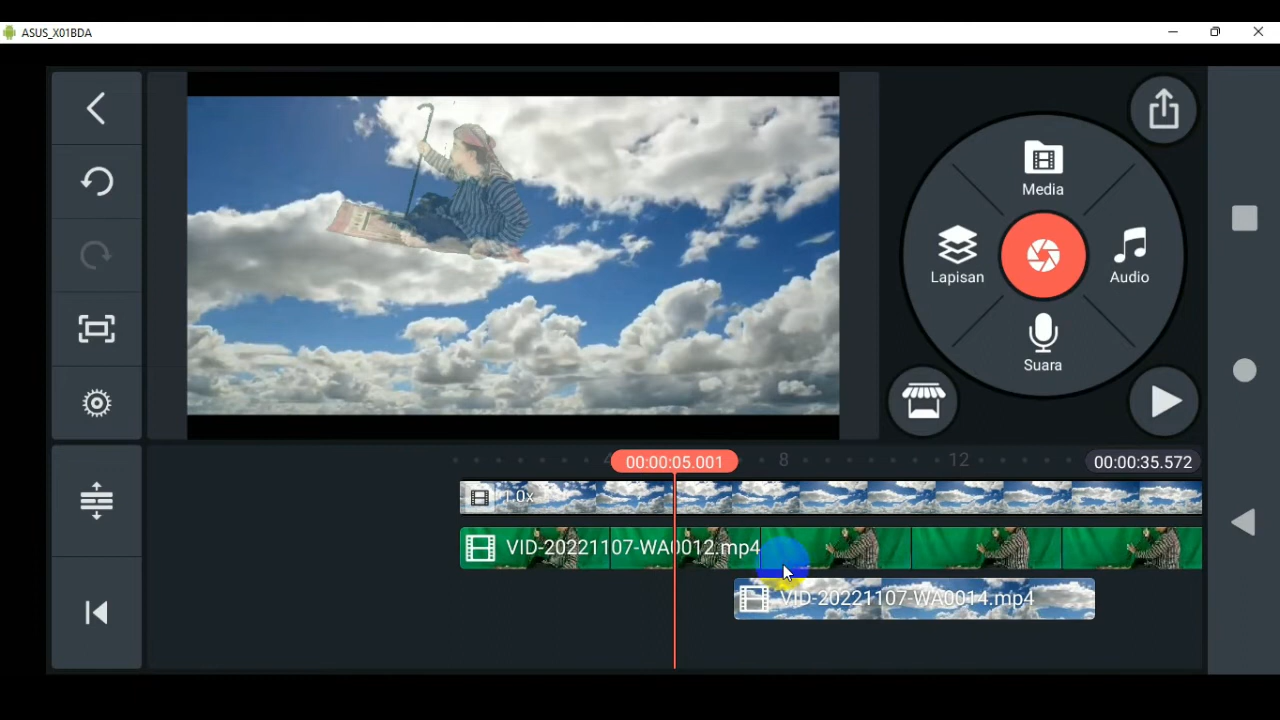 ASUS_X01BDA
Media
Lapisan
Audio
Suara
00:00:05.001
8
12
00:00:35.572
1.0x
VID-20221107-WA0012.mp4
VID-20221107-WA0014.mp4